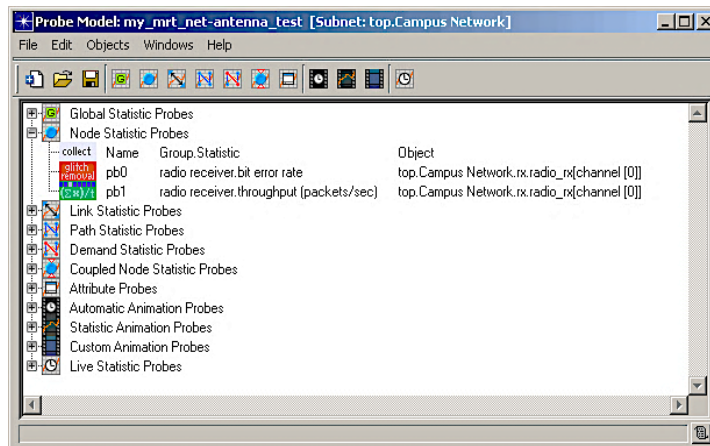 Probe Model: my_mrt_net-antenna_test [Subnet: top.Campus Network]
File Edit Objects Windows Help
Global Statistic Probes
Node Statistic Probes
collect Name Group.Statistic Object
glitch removal pb0 radio receiver.bit error rate top.Campus Network.rx.radio_rx[channel [0]]
(Σx)/t pb1 radio receiver.throughput (packets/sec) top.Campus Network.rx.radio_rx[channel [0]]
Link Statistic Probes
Path Statistic Probes
Demand Statistic Probes
Coupled Node Statistic Probes
Attribute Probes
Automatic Animation Probes
Statistic Animation Probes
Custom Animation Probes
Live Statistic Probes